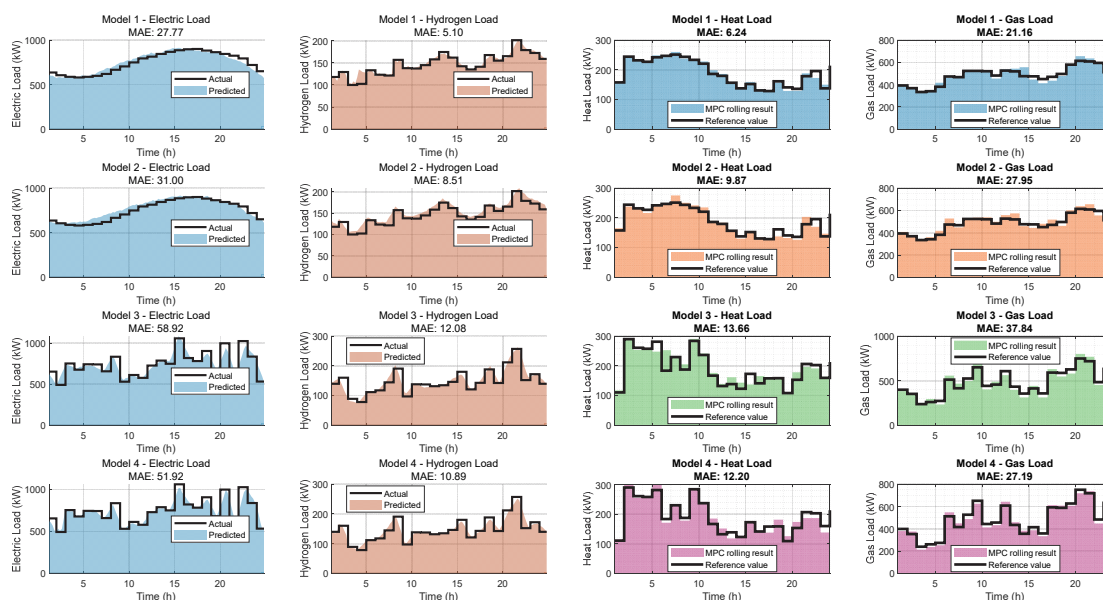 Model 1 - Electric Load
MAE: 27.77
Electric Load (kW)
1000
500
0
Actual
Predicted
5
10
15
20
Time (h)
Model 1 - Hydrogen Load
MAE: 5.10
Hydrogen Load (kW)
200
150
100
50
0
Actual
Predicted
5
10
15
20
Time (h)
Model 1 - Heat Load
MAE: 6.24
Heat Load (kW)
300
200
100
0
MPC rolling result
Reference value
5
10
15
20
Time (h)
Model 1 - Gas Load
MAE: 21.16
Gas Load (kW)
800
600
400
200
0
MPC rolling result
Reference value
5
10
15
20
Time (h)
Model 2 - Electric Load
MAE: 31.00
Electric Load (kW)
1000
500
0
Actual
Predicted
5
10
15
20
Time (h)
Model 2 - Hydrogen Load
MAE: 8.51
Hydrogen Load (kW)
200
150
100
50
0
Actual
Predicted
5
10
15
20
Time (h)
Model 2 - Heat Load
MAE: 9.87
Heat Load (kW)
300
200
100
0
MPC rolling result
Reference value
5
10
15
20
Time (h)
Model 2 - Gas Load
MAE: 27.95
Gas Load (kW)
800
600
400
200
0
MPC rolling result
Reference value
5
10
15
20
Time (h)
Model 3 - Electric Load
MAE: 58.92
Electric Load (kW)
1000
500
0
Actual
Predicted
5
10
15
20
Time (h)
Model 3 - Hydrogen Load
MAE: 12.08
Hydrogen Load (kW)
300
200
100
0
Actual
Predicted
5
10
15
20
Time (h)
Model 3 - Heat Load
MAE: 13.66
Heat Load (kW)
300
200
100
0
MPC rolling result
Reference value
5
10
15
20
Time (h)
Model 3 - Gas Load
MAE: 37.84
Gas Load (kW)
1000
500
0
MPC rolling result
Reference value
5
10
15
20
Time (h)
Model 4 - Electric Load
MAE: 51.92
Electric Load (kW)
1000
500
0
Actual
Predicted
5
10
15
20
Time (h)
Model 4 - Hydrogen Load
MAE: 10.89
Hydrogen Load (kW)
300
200
100
0
Actual
Predicted
5
10
15
20
Time (h)
Model 4 - Heat Load
MAE: 12.20
Heat Load (kW)
300
200
100
0
MPC rolling result
Reference value
5
10
15
20
Time (h)
Model 4 - Gas Load
MAE: 27.19
Gas Load (kW)
800
600
400
200
0
MPC rolling result
Reference value
5
10
15
20
Time (h)